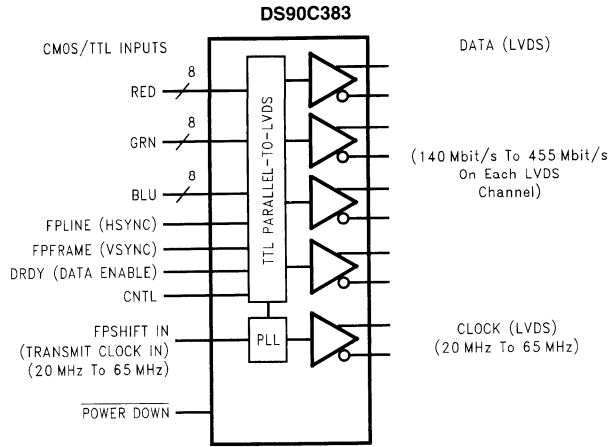 DS90C383
CMOS/TTL INPUTS
DATA (LVDS)
8
RED
8
GRN
(140 Mbit/s To 455 Mbit/s
On Each LVDS
Channel)
8
BLU
TTL PARALLEL-TO-LVDS
FPLINE (HSYNC)
FPFRAME (VSYNC)
DRDY (DATA ENABLE)
CNTL
FPSHIFT IN
(TRANSMIT CLOCK IN)
(20 MHz To 65 MHz)
PLL
CLOCK (LVDS)
(20 MHz To 65 MHz)
POWER DOWN